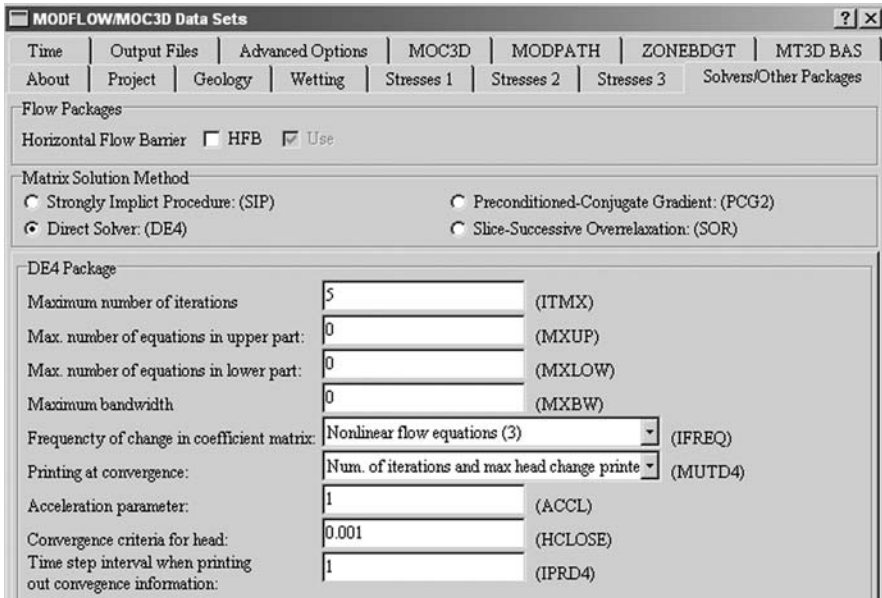 MODFLOW/MOC3D Data Sets ? x
Time Output Files Advanced Options MOC3D MODPATH ZONEBDGT MT3D BAS
About Project Geology Wetting Stresses 1 Stresses 2 Stresses 3 Solvers/Other Packages
Flow Packages
Horizontal Flow Barrier HFB Use
Matrix Solution Method
Strongly Implict Procedure: (SIP) Preconditioned-Conjugate Gradient: (PCG2)
Direct Solver: (DE4) Slice-Successive Overrelaxation: (SOR)
DE4 Package
Maximum number of iterations 5 (ITMX)
Max. number of equations in upper part: 0 (MXUP)
Max. number of equations in lower part: 0 (MXLOW)
Maximum bandwidth 0 (MXBW)
Frequencty of change in coefficient matrix: Nonlinear flow equations (3) (IFREQ)
Printing at convergence: Num. of iterations and max head change printe (MUTD4)
Acceleration parameter: 1 (ACCL)
Convergence criteria for head: 0.001 (HCLOSE)
Time step interval when printing
out convegence information: 1 (IPRD4)